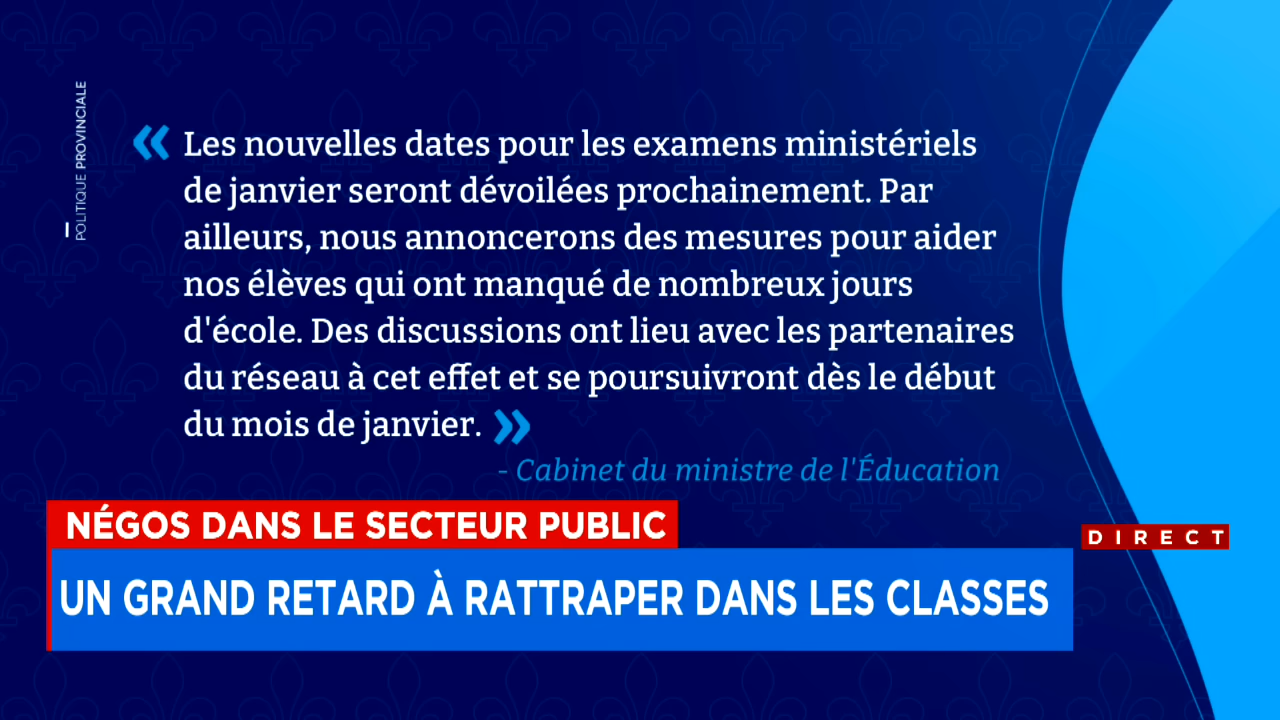 POLITIQUE PROVINCIALE
« Les nouvelles dates pour les examens ministériels
de janvier seront dévoilées prochainement. Par
ailleurs, nous annoncerons des mesures pour aider
nos élèves qui ont manqué de nombreux jours
d'école. Des discussions ont lieu avec les partenaires
du réseau à cet effet et se poursuivront dès le début
du mois de janvier. »
- Cabinet du ministre de l'Éducation
NÉGOS DANS LE SECTEUR PUBLIC
DIRECT
UN GRAND RETARD À RATTRAPER DANS LES CLASSES